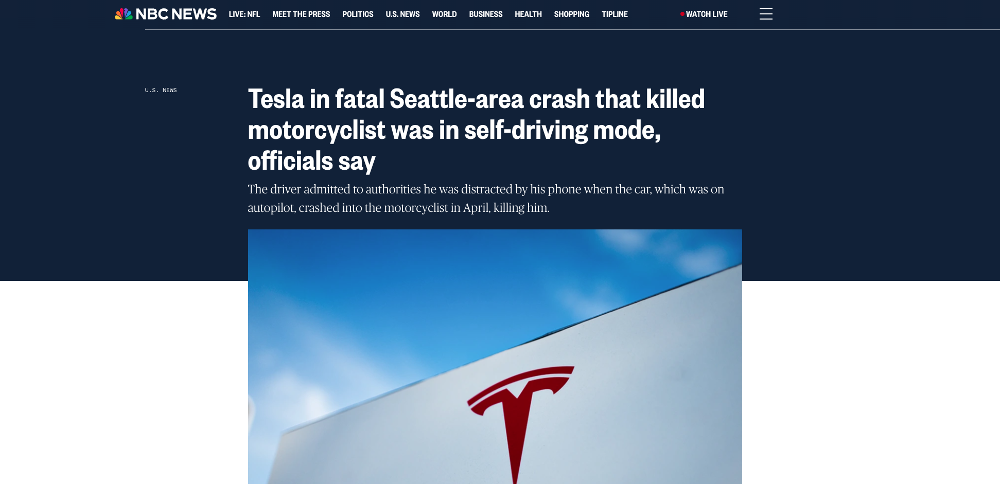 NBC NEWS LIVE: NFL MEET THE PRESS POLITICS U.S. NEWS WORLD BUSINESS HEALTH SHOPPING TIPLINE WATCH LIVE
U.S. NEWS
Tesla in fatal Seattle-area crash that killed
motorcyclist was in self-driving mode,
officials say
The driver admitted to authorities he was distracted by his phone when the car, which was on
autopilot, crashed into the motorcyclist in April, killing him.